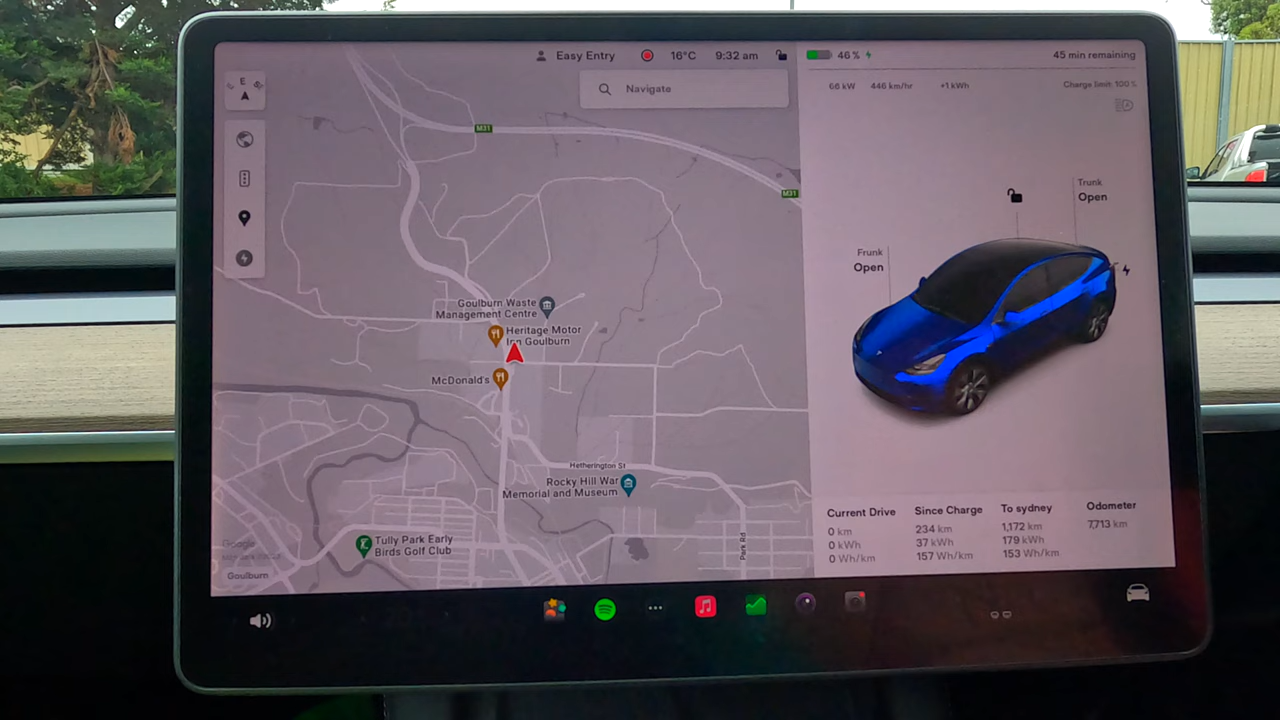 Easy Entry
16°C
9:32 am
46 %
45 min remaining
E
Navigate
66 kW
446 km/hr
+1 kWh
Charge limit: 100 %
M31
M31
Trunk
Open
Frunk
Open
Goulburn Waste
Management Centre
Heritage Motor
Inn Goulburn
McDonald's
Hetherington St
Rocky Hill War
Memorial and Museum
Park Rd
Tully Park Early
Birds Golf Club
Google
Goulburn
Current Drive
0 km
0 kWh
0 Wh/km
Since Charge
234 km
37 kWh
157 Wh/km
To sydney
1,172 km
179 kWh
153 Wh/km
Odometer
7,713 km